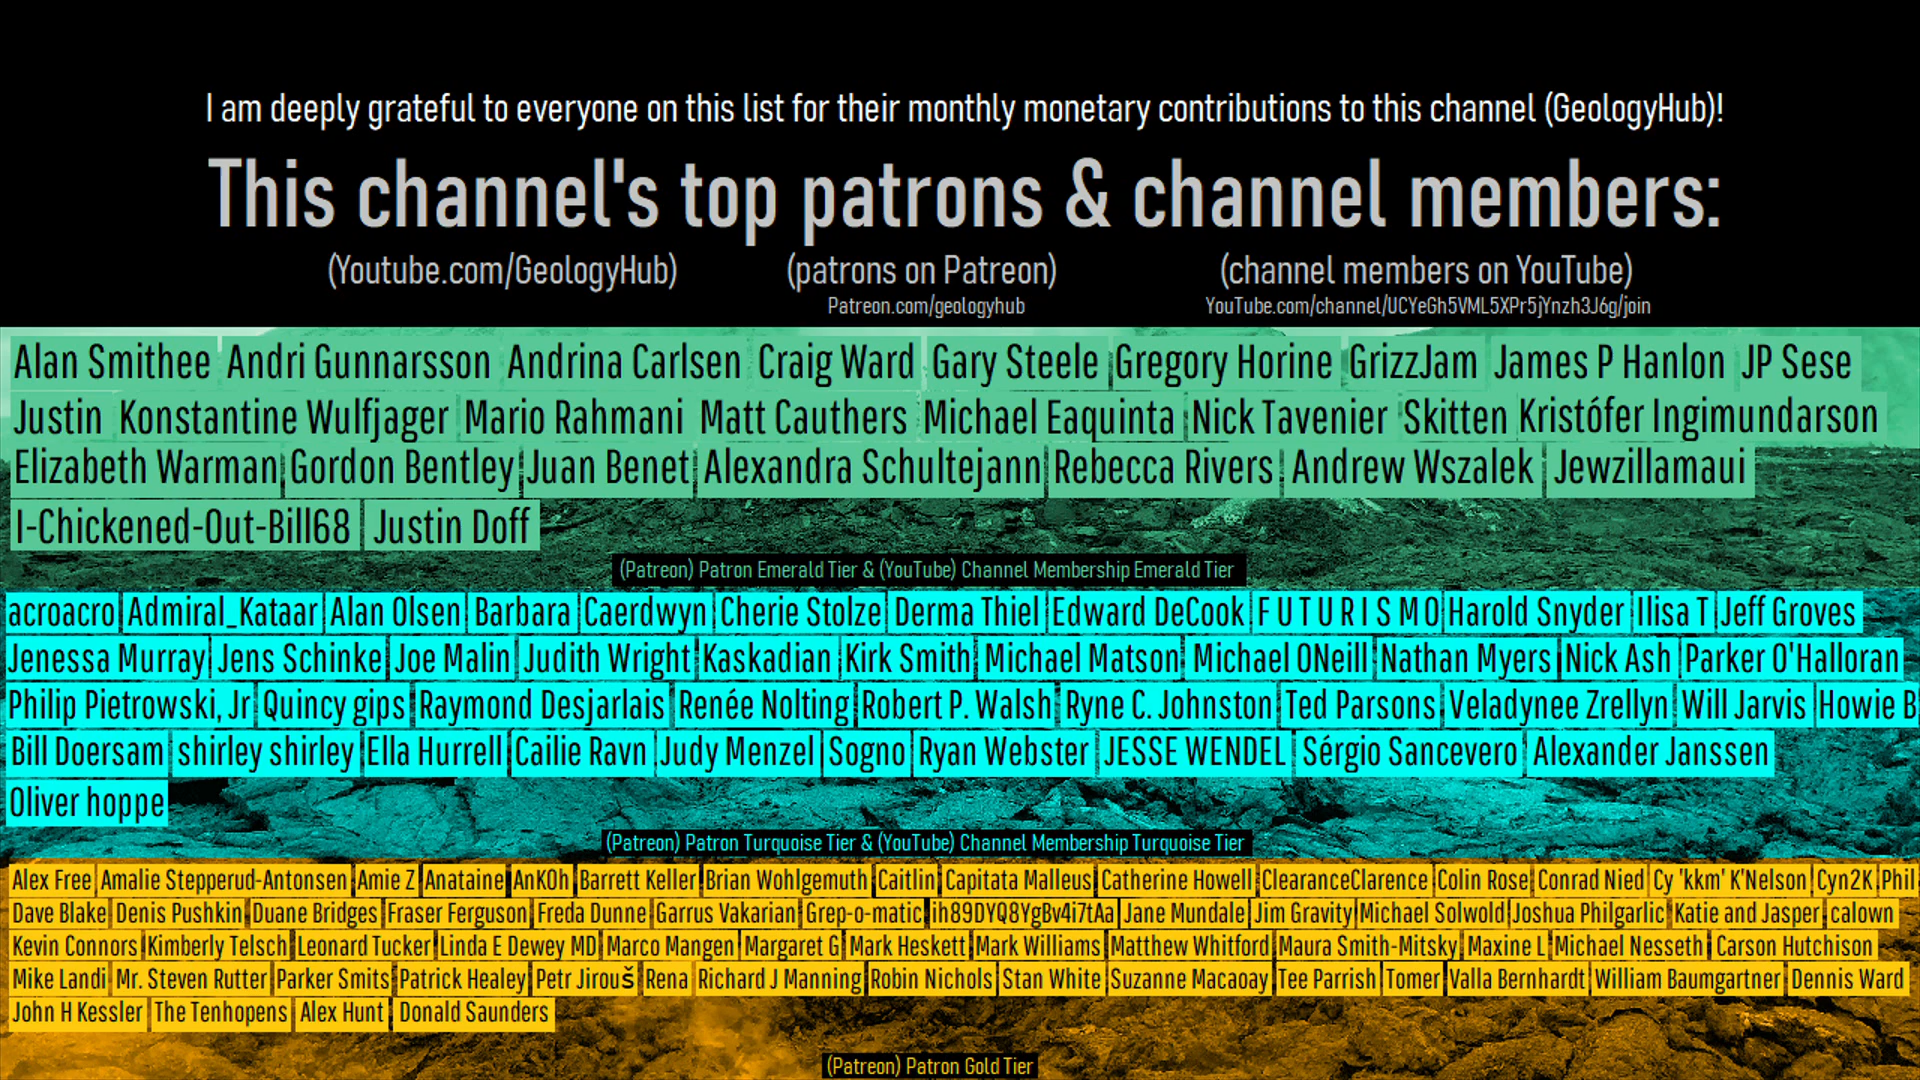 I am deeply grateful to everyone on this list for their monthly monetary contributions to this channel (GeologyHub)!
This channel's top patrons & channel members:
(Youtube.com/GeologyHub) (patrons on Patreon) (channel members on YouTube)
Patreon.com/geologyhub YouTube.com/channel/UCYeGh5VML5XPr5jYnzh3J6g/join
Alan Smithee Andri Gunnarsson Andrina Carlsen Craig Ward Gary Steele Gregory Horine GrizzJam James P Hanlon JP Sese
Justin Konstantine Wulfjager Mario Rahmani Matt Cauthers Michael Eaquinta Nick Tavenier Skitten Kristófer Ingimundarson
Elizabeth Warman Gordon Bentley Juan Benet Alexandra Schultejann Rebecca Rivers Andrew Wszalek Jewzillamaui
I-Chickened-Out-Bill68 Justin Doff
(Patreon) Patron Emerald Tier & (YouTube) Channel Membership Emerald Tier
acroacro Admiral_Kataar Alan Olsen Barbara Caerdwyn Cherie Stolze Derma Thiel Edward DeCook F U T U R I S M O Harold Snyder Ilisa T Jeff Groves
Jenessa Murray Jens Schinke Joe Malin Judith Wright Kaskadian Kirk Smith Michael Matson Michael ONeill Nathan Myers Nick Ash Parker O'Halloran
Philip Pietrowski, Jr Quincy gips Raymond Desjarlais Renée Nolting Robert P. Walsh Ryne C. Johnston Ted Parsons Veladynee Zrellyn Will Jarvis Howie B
Bill Doersam shirley shirley Ella Hurrell Cailie Ravn Judy Menzel Sogno Ryan Webster JESSE WENDEL Sérgio Sancevero Alexander Janssen
Oliver hoppe
(Patreon) Patron Turquoise Tier & (YouTube) Channel Membership Turquoise Tier
Alex Free Amalie Stepperud-Antonsen Amie Z Anataine AnKOh Barrett Keller Brian Wohlgemuth Caitlin Capitata Malleus Catherine Howell ClearanceClarence Colin Rose Conrad Nied Cy 'kkm' K'Nelson Cyn2K Phil
Dave Blake Denis Pushkin Duane Bridges Fraser Ferguson Freda Dunne Garrus Vakarian Grep-o-matic ih89DYQ8YgBv4i7tAa Jane Mundale Jim Gravity Michael Solwold Joshua Philgarlic Katie and Jasper calown
Kevin Connors Kimberly Telsch Leonard Tucker Linda E Dewey MD Marco Mangen Margaret G Mark Heskett Mark Williams Matthew Whitford Maura Smith-Mitsky Maxine L Michael Nesseth Carson Hutchison
Mike Landi Mr. Steven Rutter Parker Smits Patrick Healey Petr Jirouš Rena Richard J Manning Robin Nichols Stan White Suzanne Macaoay Tee Parrish Tomer Valla Bernhardt William Baumgartner Dennis Ward
John H Kessler The Tenhopens Alex Hunt Donald Saunders
(Patreon) Patron Gold Tier